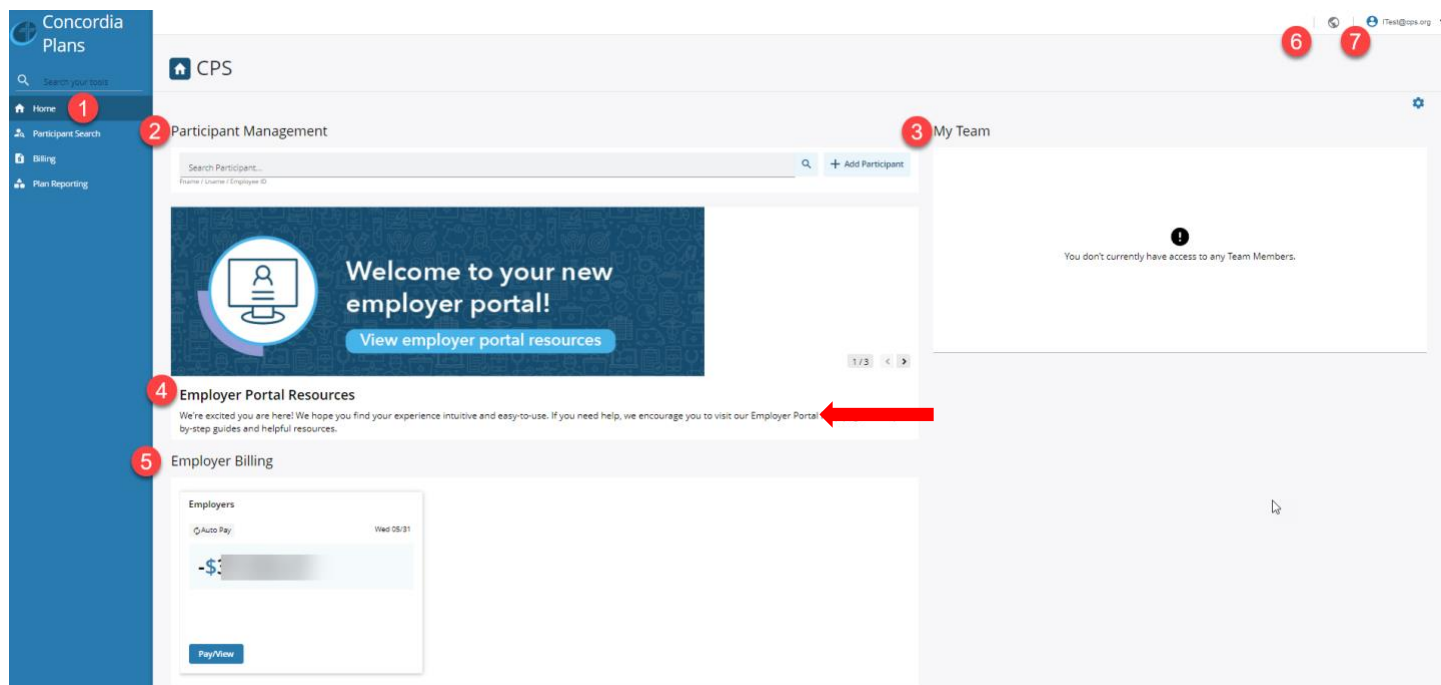 Concordia
Plans
6
7
ITest@cps.org
CPS
Search your tools
Home
1
Participant Search
Billing
Plan Reporting
2
Participant Management
Search Participant...
Fname / Lname / Employee ID
+ Add Participant
3
My Team
You don't currently have access to any Team Members.
Welcome to your new
employer portal!
View employer portal resources
1/3 < >
4
Employer Portal Resources
We're excited you are here! We hope you find your experience intuitive and easy-to-use. If you need help, we encourage you to visit our Employer Portal
by-step guides and helpful resources.
5
Employer Billing
Employers
Auto Pay
Wed 05/31
-$
Pay/View